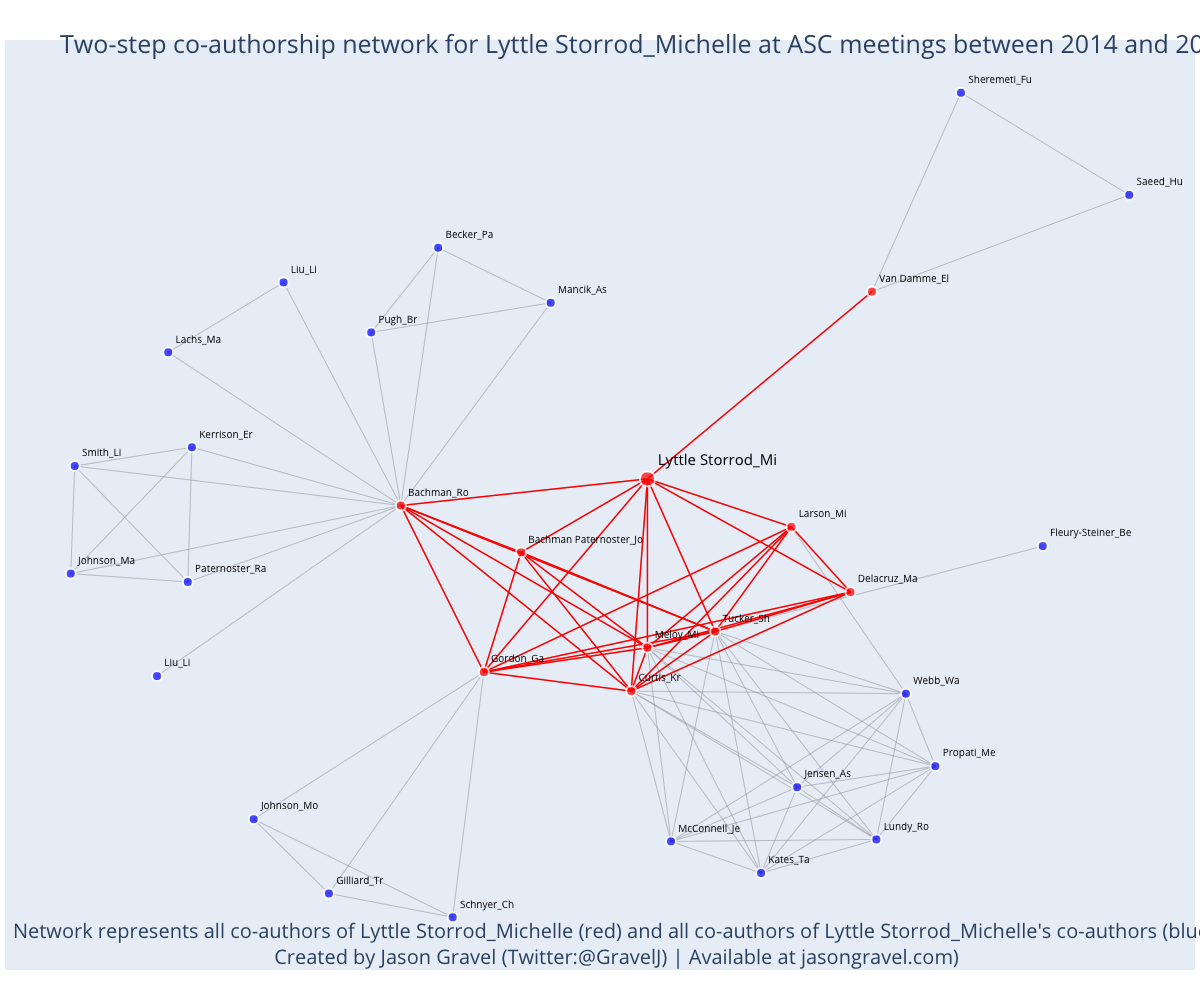 Two-step co-authorship network for Lyttle Storrod_Michelle at ASC meetings between 2014 and 20
Sheremeti_Fu
Saeed_Hu
Becker_Pa
Liu_Li
Van Damme_El
Mancik_As
Pugh_Br
Lachs_Ma
Kerrison_Er
Smith_Li
Lyttle Storrod_Mi
Bachman_Ro
Larson_Mi
Fleury-Steiner_Be
Bachman Paternoster_Jo
Johnson_Ma
Paternoster_Ra
Delacruz_Ma
Tucker_Sh
Meloy_Mi
Gordon_Ga
Liu_Li
Curtis_Kr
Webb_Wa
Propati_Me
Jensen_As
Johnson_Mo
McConnell_Je
Lundy_Ro
Kates_Ta
Gilliard_Tr
Schnyer_Ch
Network represents all co-authors of Lyttle Storrod_Michelle (red) and all co-authors of Lyttle Storrod_Michelle's co-authors (blue
Created by Jason Gravel (Twitter:@GravelJ) | Available at jasongravel.com)